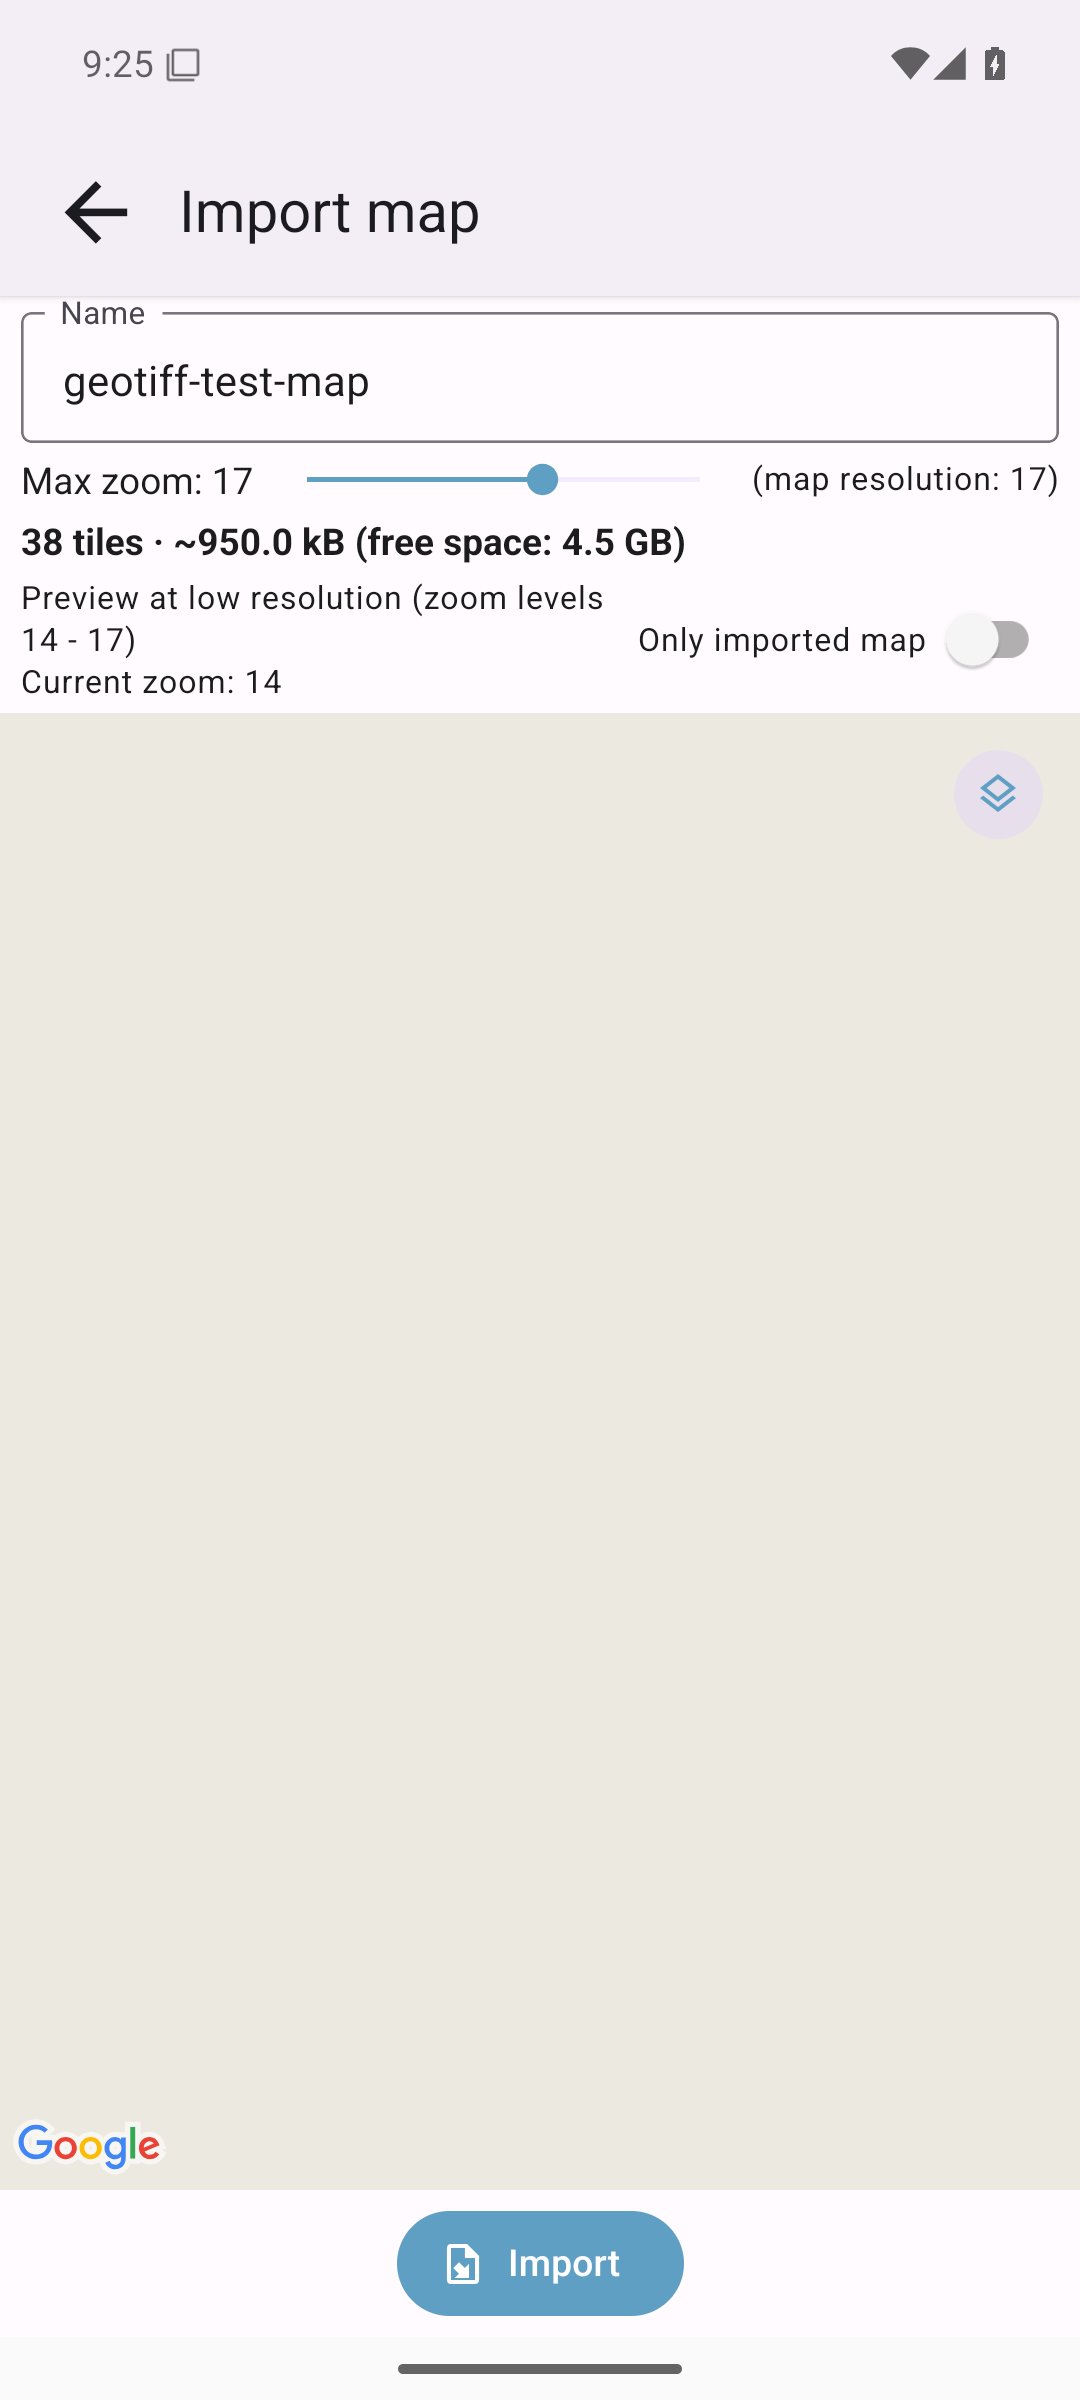 9:25
Import map
Name
geotiff-test-map
Max zoom: 17
(map resolution: 17)
38 tiles · ~950.0 kB (free space: 4.5 GB)
Preview at low resolution (zoom levels
14 - 17)
Only imported map
Current zoom: 14
Google
Import